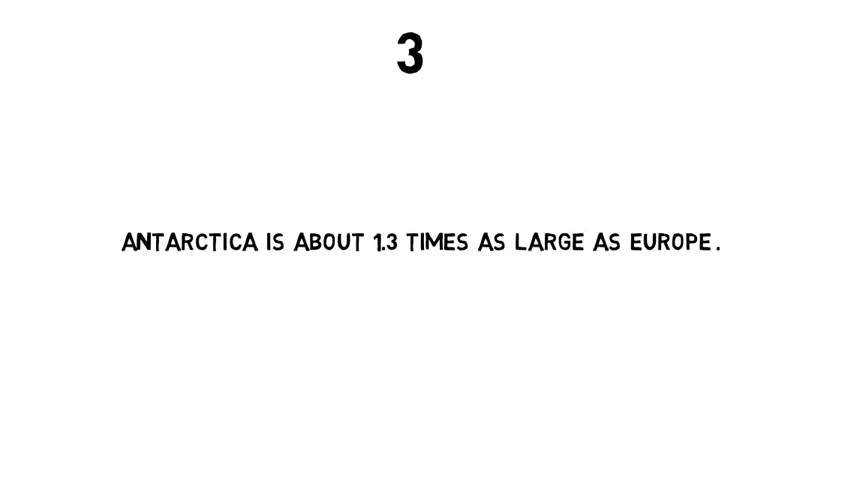 3
ANTARCTICA IS ABOUT 1.3 TIMES AS LARGE AS EUROPE.